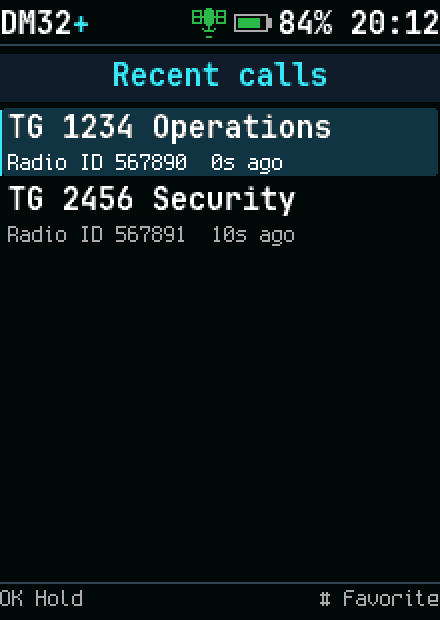 DM32+ 84% 20:12
Recent calls
TG 1234 Operations
Radio ID 567890 0s ago
TG 2456 Security
Radio ID 567891 10s ago
OK Hold # Favorite